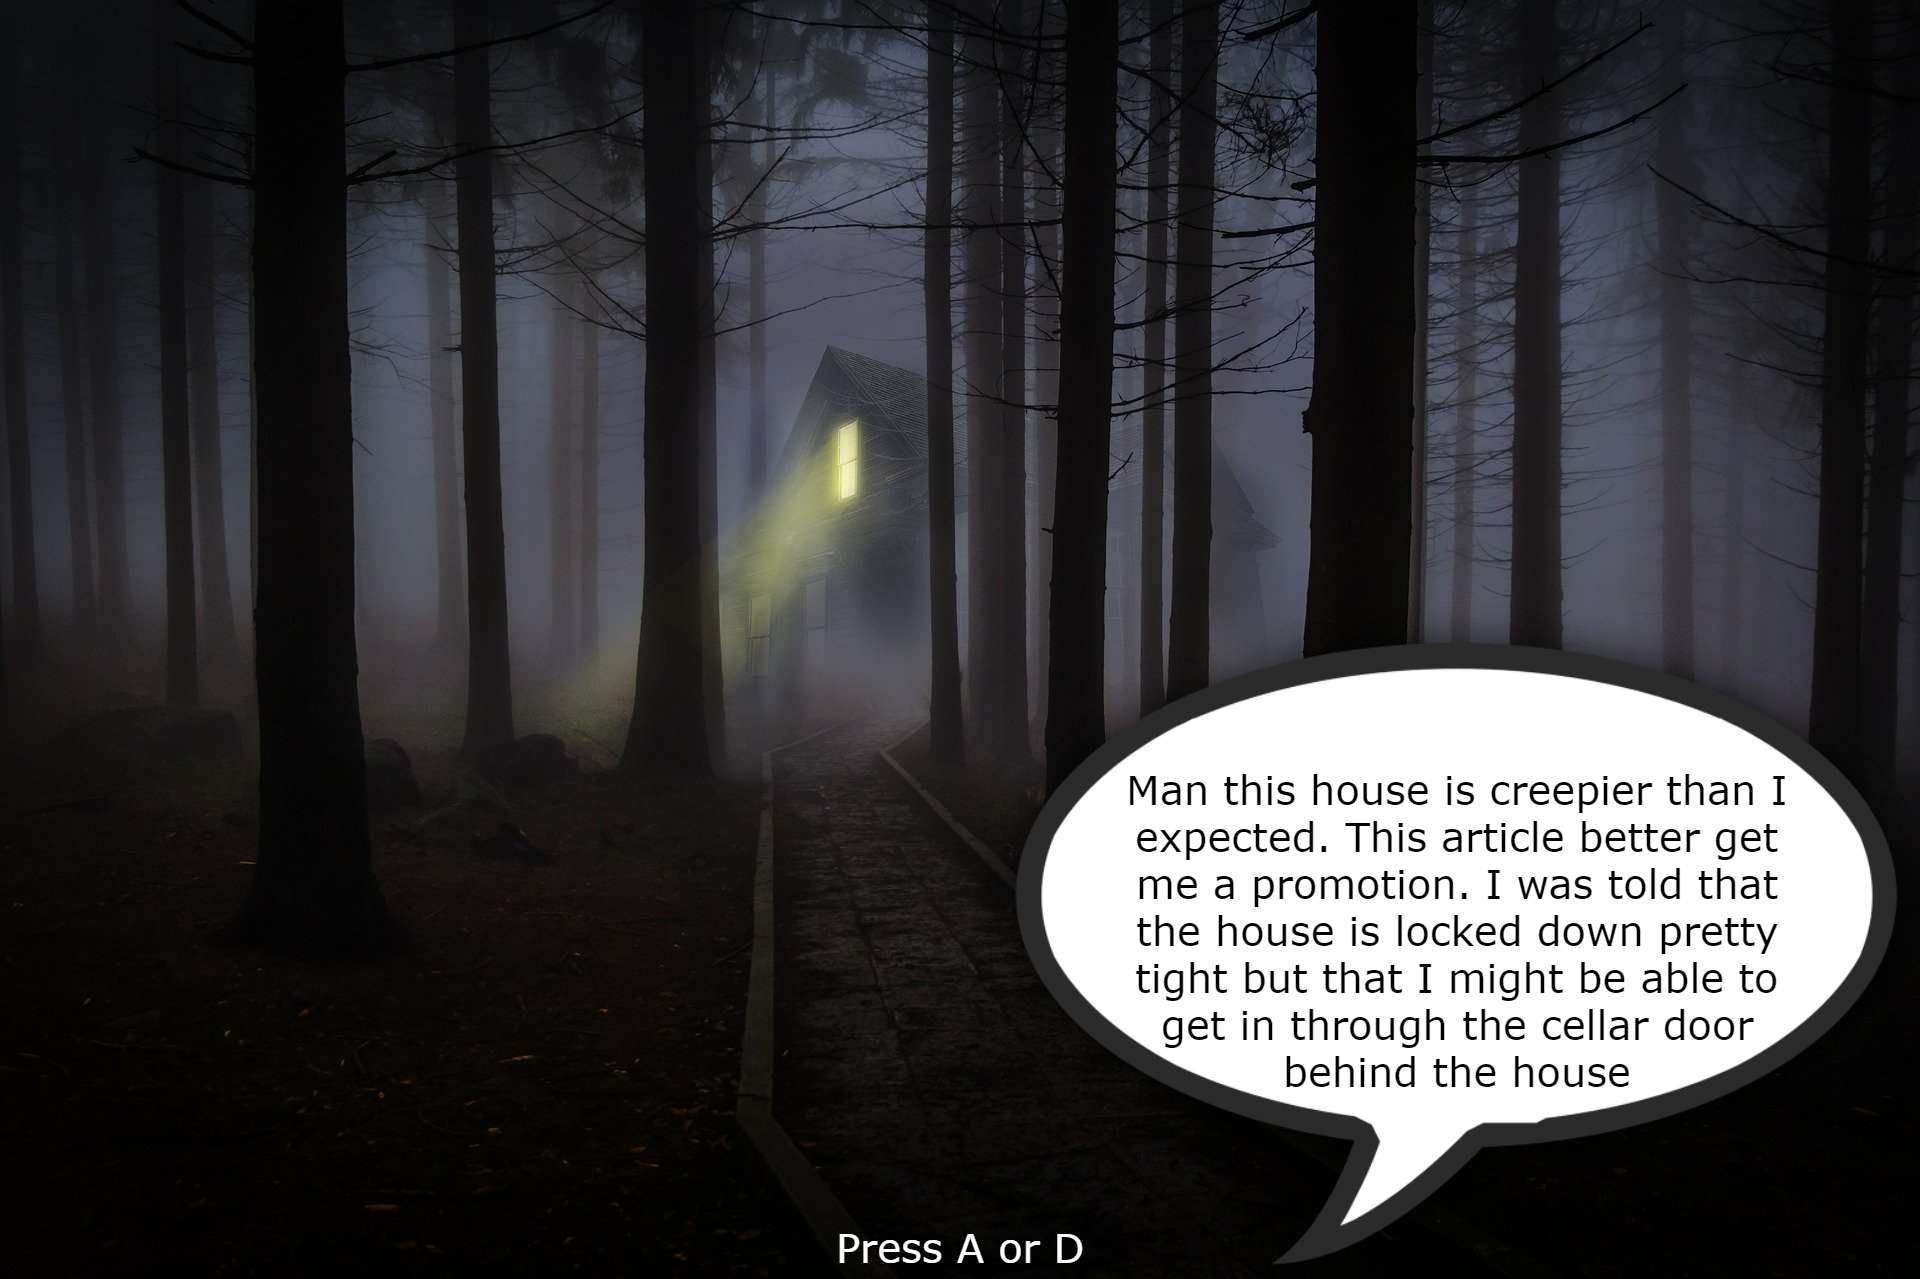 Man this house is creepier than I
expected. This article better get
me a promotion. I was told that
the house is locked down pretty
tight but that I might be able to
get in through the cellar door
behind the house
Press A or D